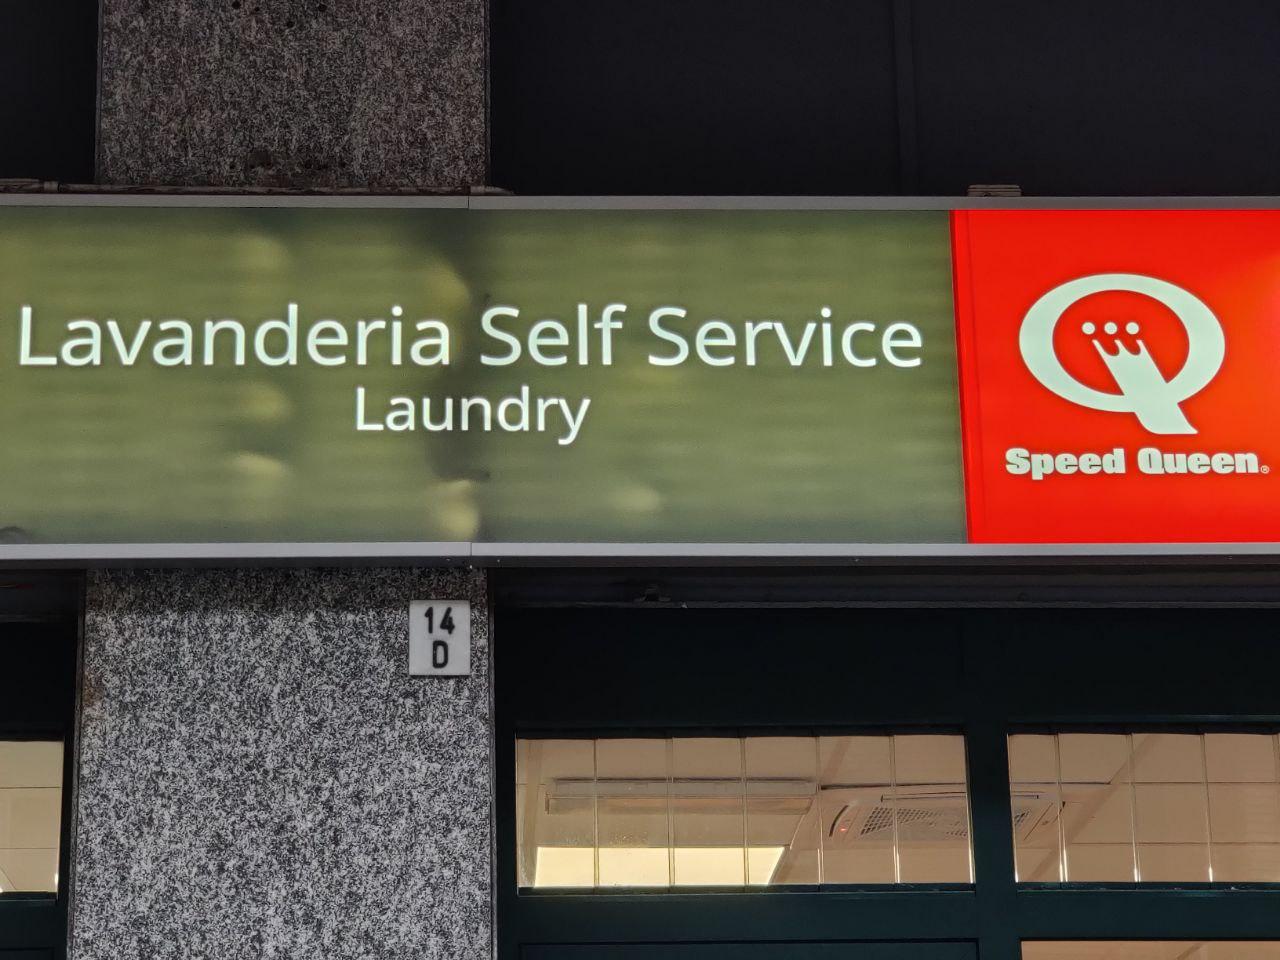 Lavanderia Self Service
Laundry
Speed Queen®
14
D